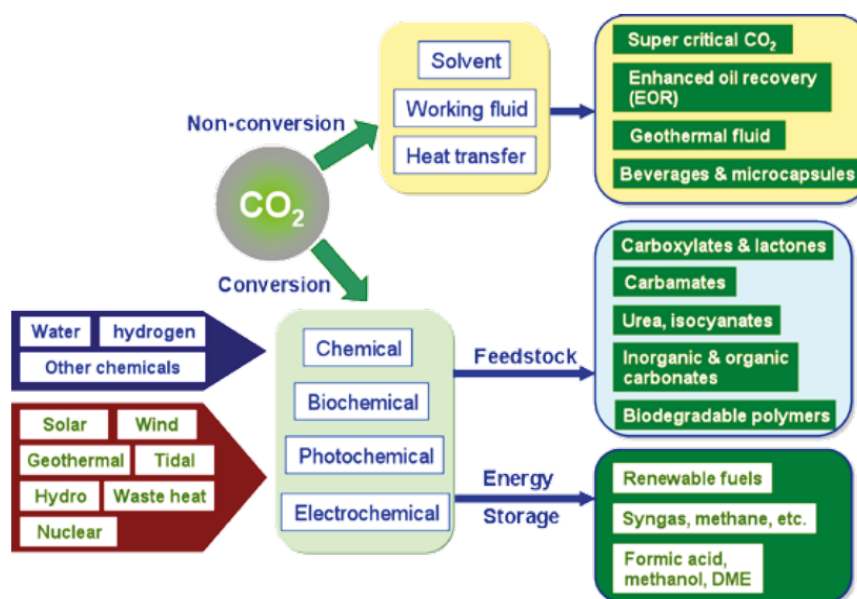 Super critical CO₂
Solvent
Enhanced oil recovery
(EOR)
Non-conversion
Working fluid
Geothermal fluid
Heat transfer
Beverages & microcapsules
CO₂
Conversion
Carboxylates & lactones
Carbamates
Water
hydrogen
Other chemicals
Chemical
Feedstock
Urea, isocyanates
Inorganic & organic
carbonates
Biochemical
Biodegradable polymers
Solar
Wind
Geothermal
Tidal
Hydro
Waste heat
Nuclear
Photochemical
Electrochemical
Energy
Storage
Renewable fuels
Syngas, methane, etc.
Formic acid,
methanol, DME